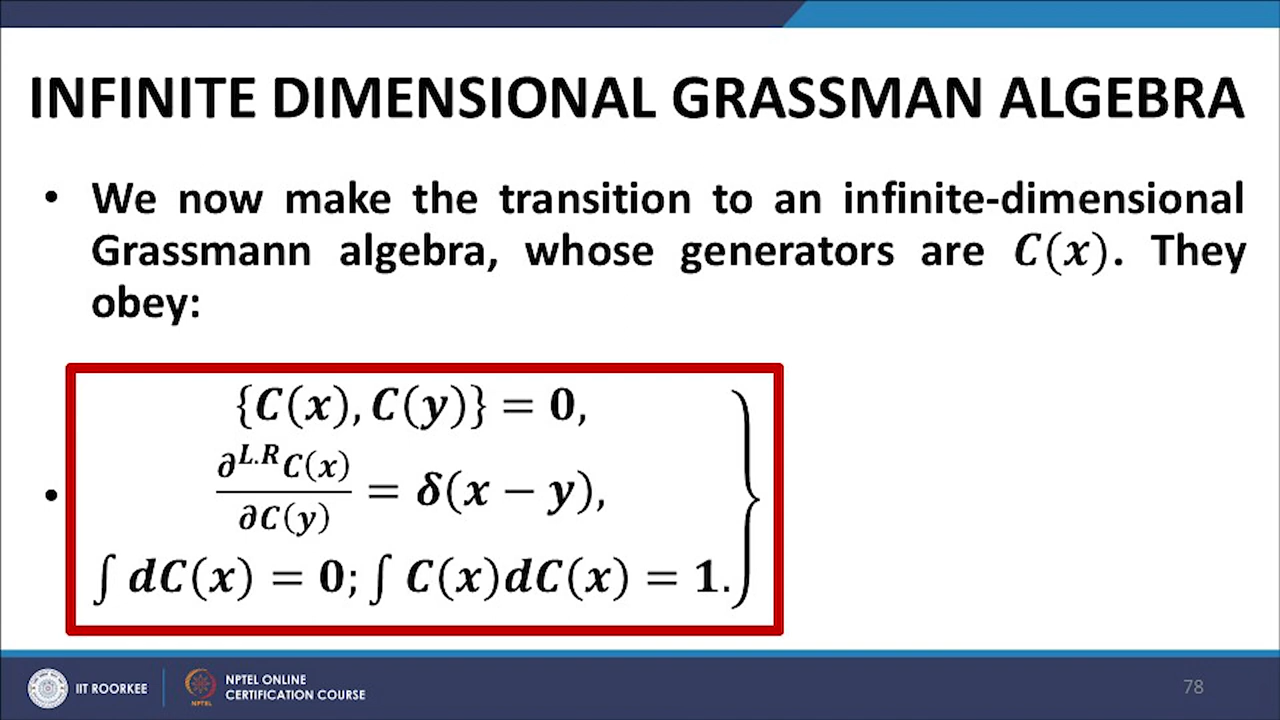 INFINITE DIMENSIONAL GRASSMAN ALGEBRA
• We now make the transition to an infinite-dimensional
Grassmann algebra, whose generators are C(x). They
obey:
{C(x), C(y)} = 0,
• ∂^{L.R}C(x) / ∂C(y) = δ(x − y),
∫ dC(x) = 0; ∫ C(x)dC(x) = 1. }
IIT ROORKEE
NPTEL
NPTEL ONLINE
CERTIFICATION COURSE
78